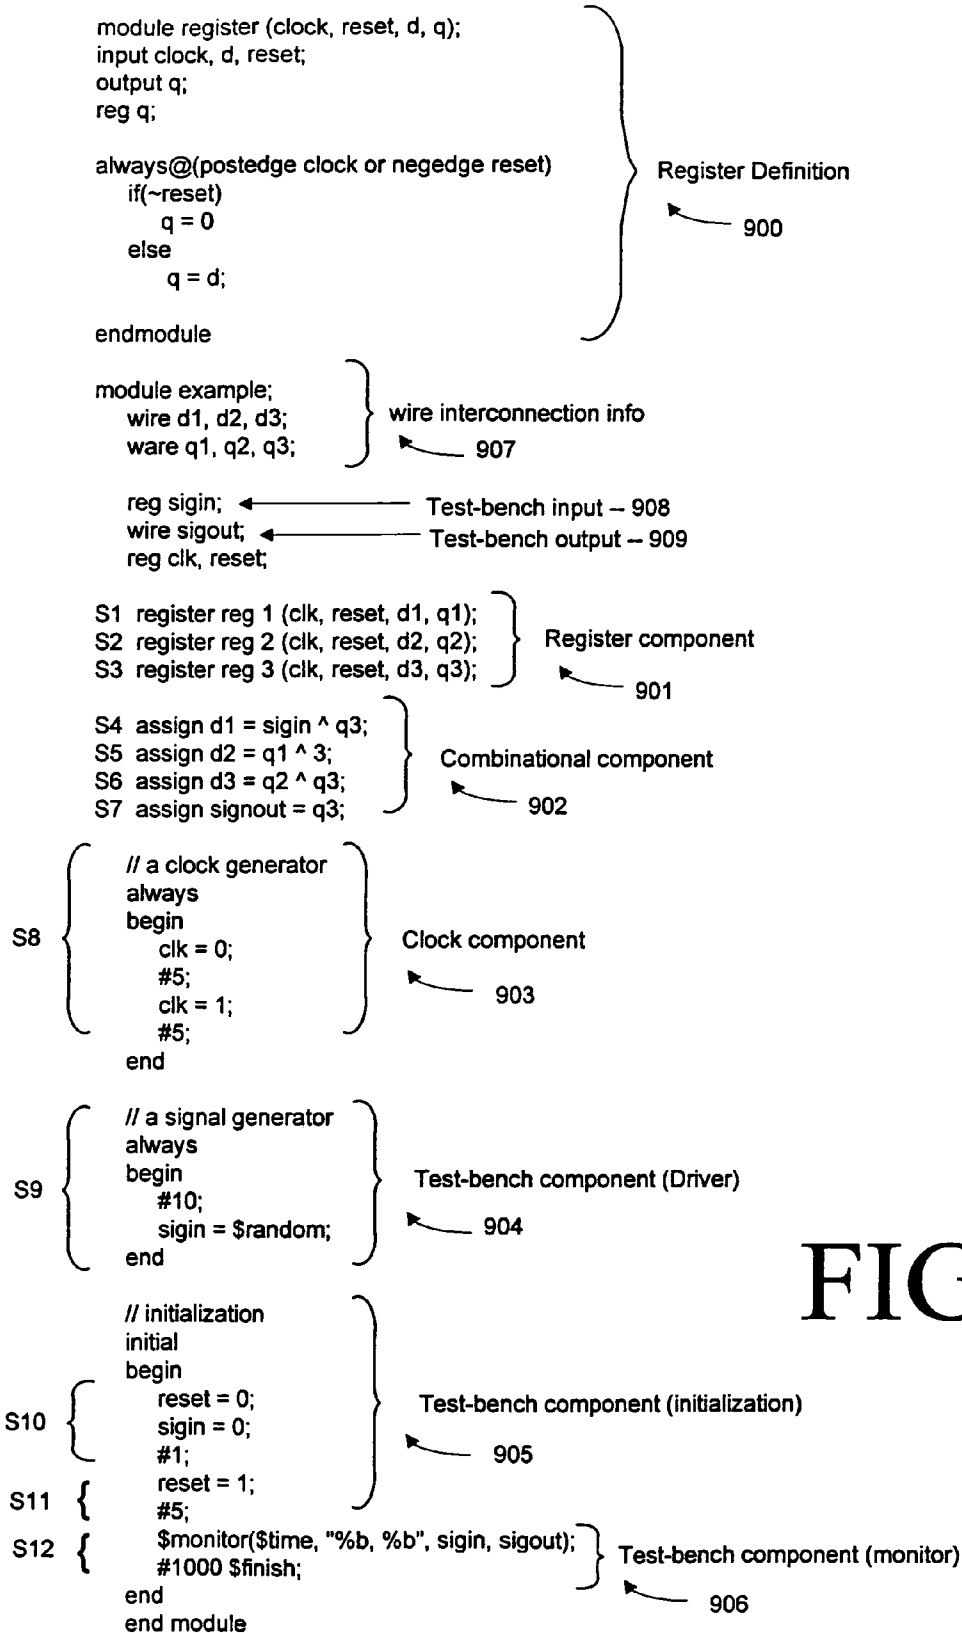 module register (clock, reset, d, q);
input clock, d, reset;
output q;
reg q;
always@(postedge clock or negedge reset)
if(~reset)
q = 0
else
q = d;
endmodule
Register Definition
900
module example;
wire d1, d2, d3;
ware q1, q2, q3;
wire interconnection info
907
reg sigin;
Test-bench input – 908
wire sigout;
Test-bench output – 909
reg clk, reset;
S1 register reg 1 (clk, reset, d1, q1);
S2 register reg 2 (clk, reset, d2, q2);
S3 register reg 3 (clk, reset, d3, q3);
Register component
901
S4 assign d1 = sigin ^ q3;
S5 assign d2 = q1 ^ 3;
S6 assign d3 = q2 ^ q3;
S7 assign signout = q3;
Combinational component
902
S8
// a clock generator
always
begin
clk = 0;
#5;
clk = 1;
#5;
end
Clock component
903
S9
// a signal generator
always
begin
#10;
sigin = $random;
end
Test-bench component (Driver)
904
FIG
// initialization
initial
begin
S10
reset = 0;
sigin = 0;
#1;
S11
reset = 1;
#5;
Test-bench component (initialization)
905
S12
$monitor($time, "%b, %b", sigin, sigout);
#1000 $finish;
Test-bench component (monitor)
906
end
end module